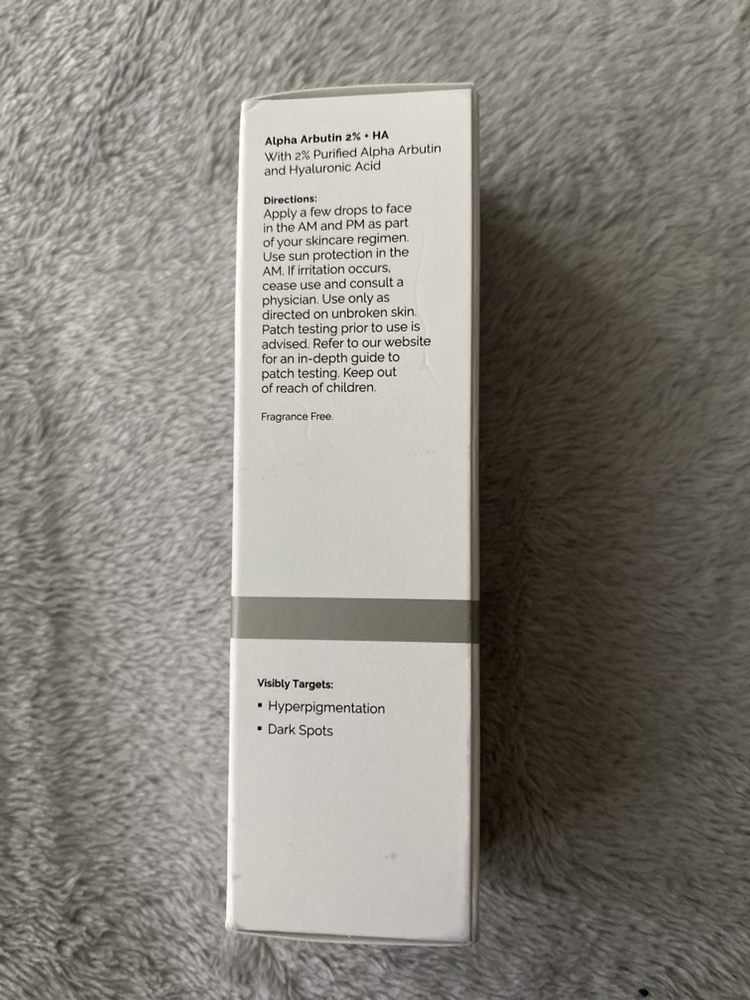 Alpha Arbutin 2% + HA
With 2% Purified Alpha Arbutin
and Hyaluronic Acid
Directions:
Apply a few drops to face
in the AM and PM as part
of your skincare regimen.
Use sun protection in the
AM. If irritation occurs,
cease use and consult a
physician. Use only as
directed on unbroken skin.
Patch testing prior to use is
advised. Refer to our website
for an in-depth guide to
patch testing. Keep out
of reach of children.
Fragrance Free.
Visibly Targets:
▪ Hyperpigmentation
▪ Dark Spots